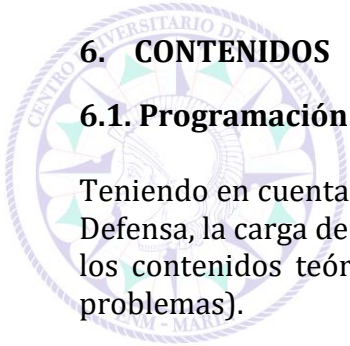 6. CONTENIDOS
6.1. Programación
Teniendo en cuenta
Defensa, la carga de
los contenidos teór
problemas).